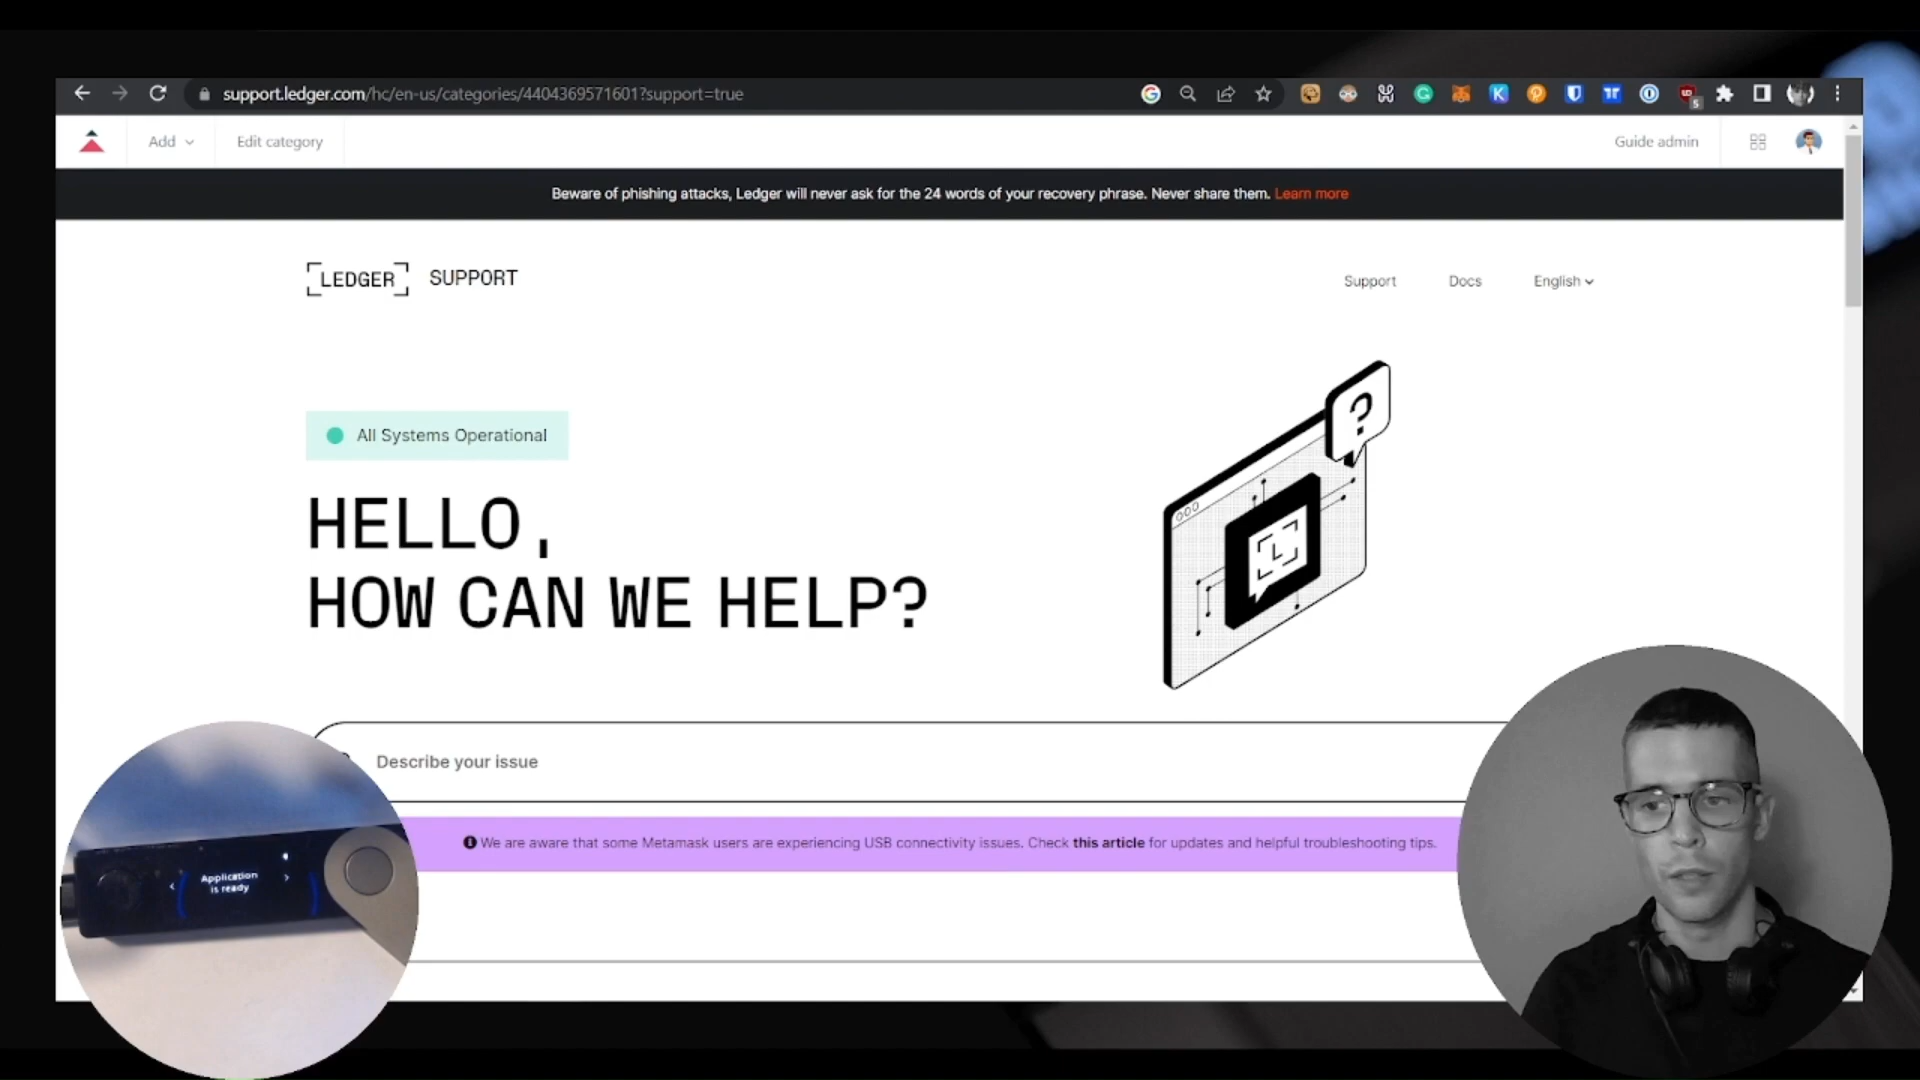 support.ledger.com/hc/en-us/categories/4404369571601?support=true
5
Add
Edit category
Guide admin
Beware of phishing attacks, Ledger will never ask for the 24 words of your recovery phrase. Never share them. Learn more
LEDGER SUPPORT
Support
Docs
English
All Systems Operational
HELLO,
HOW CAN WE HELP?
?
Describe your issue
We are aware that some Metamask users are experiencing USB connectivity issues. Check this article for updates and helpful troubleshooting tips.
Application
is ready